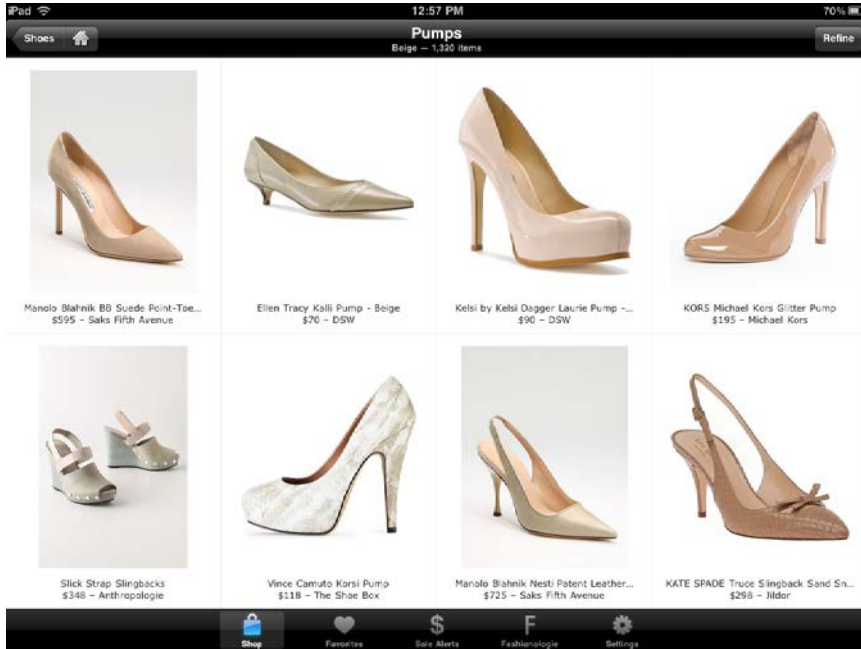 iPad 12:57 PM 70%
Shoes Pumps Refine
Beige — 1,320 items
Manolo Blahnik BB Suede Point-Toe...
$595 – Saks Fifth Avenue
Ellen Tracy Kalli Pump - Beige
$70 – DSW
Kelsi by Kelsi Dagger Laurie Pump -...
$90 – DSW
KORS Michael Kors Glitter Pump
$195 – Michael Kors
Slick Strap Slingbacks
$348 – Anthropologie
Vince Camuto Korsi Pump
$118 – The Shoe Box
Manolo Blahnik Nesti Patent Leather...
$725 – Saks Fifth Avenue
KATE SPADE Truce Slingback Sand Sn...
$298 – Jildor
$ F
Shop Favorites Sale Alerts Fashionologie Settings